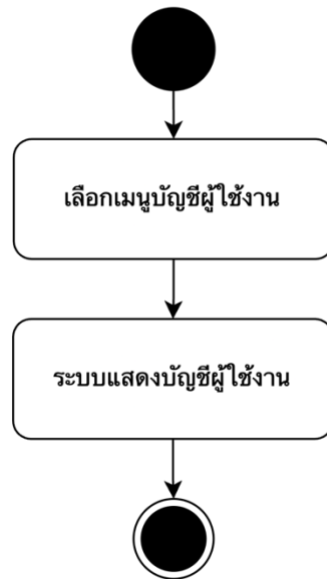 เลือกเมนูบัญชีผู้ใช้งาน
ระบบแสดงบัญชีผู้ใช้งาน